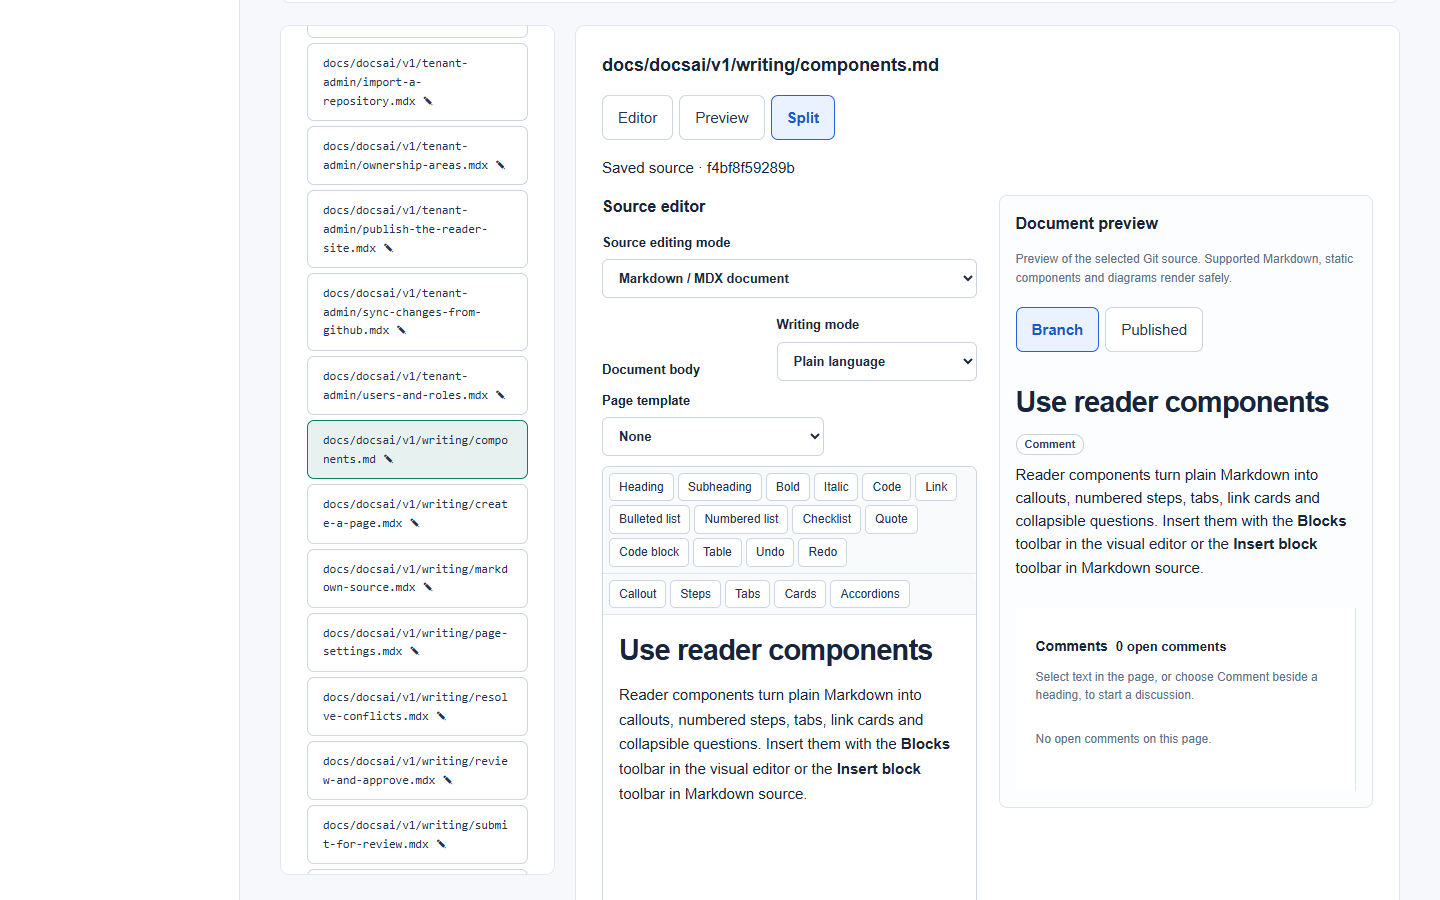 docs/docsai/v1/tenant-
admin/import-a-
repository.mdx
docs/docsai/v1/tenant-
admin/ownership-areas.mdx
docs/docsai/v1/tenant-
admin/publish-the-reader-
site.mdx
docs/docsai/v1/tenant-
admin/sync-changes-from-
github.mdx
docs/docsai/v1/tenant-
admin/users-and-roles.mdx
docs/docsai/v1/writing/compo
nents.md
docs/docsai/v1/writing/creat
e-a-page.mdx
docs/docsai/v1/writing/markd
own-source.mdx
docs/docsai/v1/writing/page-
settings.mdx
docs/docsai/v1/writing/resol
ve-conflicts.mdx
docs/docsai/v1/writing/revie
w-and-approve.mdx
docs/docsai/v1/writing/submi
t-for-review.mdx
docs/docsai/v1/writing/components.md
Editor Preview Split
Saved source · f4bf8f59289b
Source editor
Source editing mode
Markdown / MDX document
Writing mode
Document body
Plain language
Page template
None
Heading Subheading Bold Italic Code Link
Bulleted list Numbered list Checklist Quote
Code block Table Undo Redo
Callout Steps Tabs Cards Accordions
Use reader components
Reader components turn plain Markdown into
callouts, numbered steps, tabs, link cards and
collapsible questions. Insert them with the Blocks
toolbar in the visual editor or the Insert block
toolbar in Markdown source.
Document preview
Preview of the selected Git source. Supported Markdown, static
components and diagrams render safely.
Branch Published
Use reader components
Comment
Reader components turn plain Markdown into
callouts, numbered steps, tabs, link cards and
collapsible questions. Insert them with the Blocks
toolbar in the visual editor or the Insert block
toolbar in Markdown source.
Comments 0 open comments
Select text in the page, or choose Comment beside a
heading, to start a discussion.
No open comments on this page.